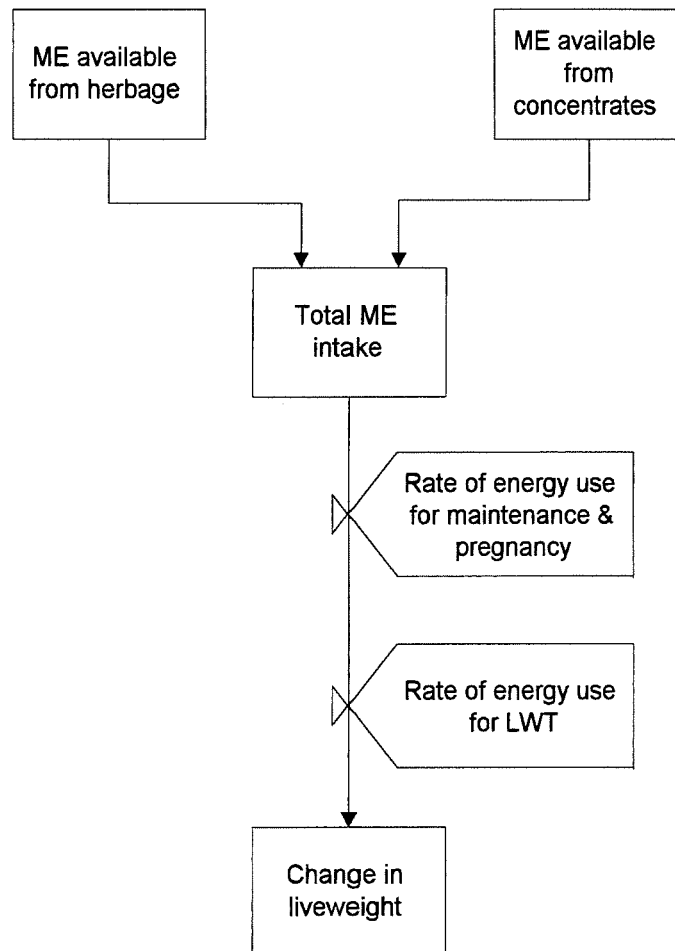 ME available
from herbage
ME available
from
concentrates
Total ME
intake
Rate of energy use
for maintenance &
pregnancy
Rate of energy use
for LWT
Change in
liveweight